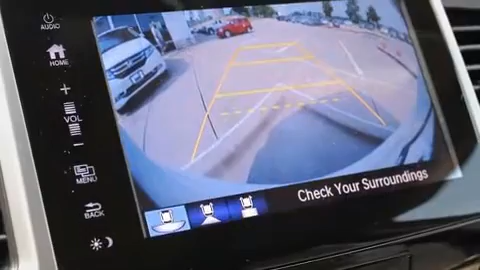 AUDIO
HOME
+
VOL
-
MENU
BACK
Check Your Surroundings